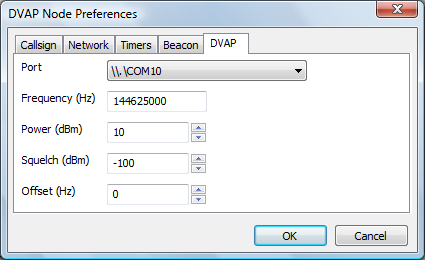 DVAP Node Preferences
Callsign Network Timers Beacon DVAP
Port \\.\COM10
Frequency (Hz) 144625000
Power (dBm) 10
Squelch (dBm) -100
Offset (Hz) 0
OK Cancel